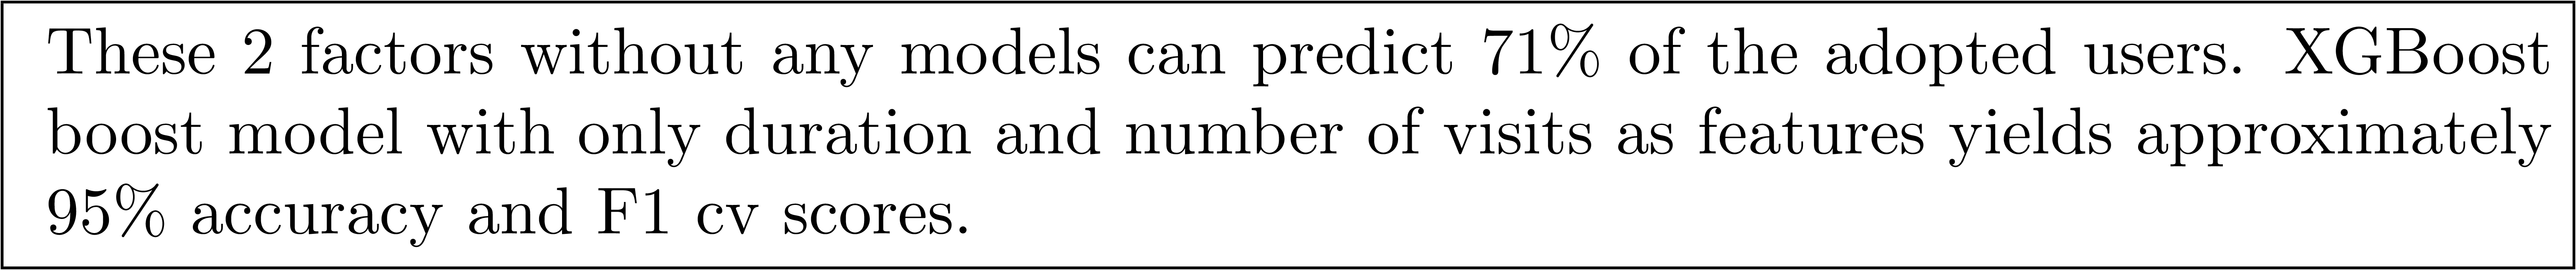 These 2 factors without any models can predict 71% of the adopted users. XGBoost
boost model with only duration and number of visits as features yields approximately
95% accuracy and F1 cv scores.